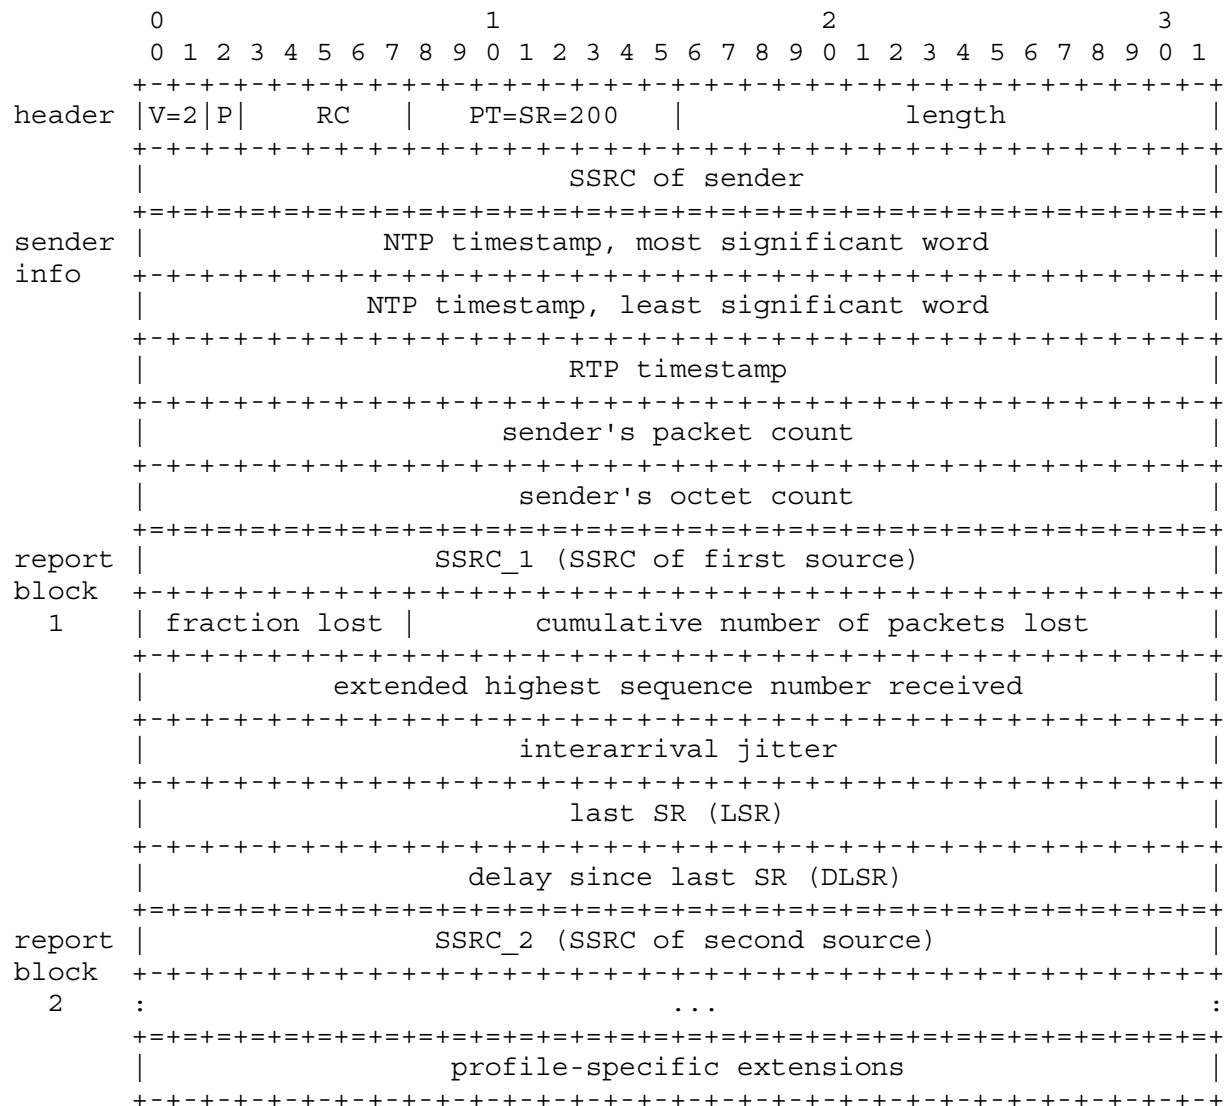 0                   1                   2                   3
        0 1 2 3 4 5 6 7 8 9 0 1 2 3 4 5 6 7 8 9 0 1 2 3 4 5 6 7 8 9 0 1
       +-+-+-+-+-+-+-+-+-+-+-+-+-+-+-+-+-+-+-+-+-+-+-+-+-+-+-+-+-+-+-+-+
header |V=2|P|    RC   |   PT=SR=200   |             length            |
       +-+-+-+-+-+-+-+-+-+-+-+-+-+-+-+-+-+-+-+-+-+-+-+-+-+-+-+-+-+-+-+-+
       |                         SSRC of sender                        |
       +=+=+=+=+=+=+=+=+=+=+=+=+=+=+=+=+=+=+=+=+=+=+=+=+=+=+=+=+=+=+=+=+
sender |              NTP timestamp, most significant word             |
info   +-+-+-+-+-+-+-+-+-+-+-+-+-+-+-+-+-+-+-+-+-+-+-+-+-+-+-+-+-+-+-+-+
       |             NTP timestamp, least significant word             |
       +-+-+-+-+-+-+-+-+-+-+-+-+-+-+-+-+-+-+-+-+-+-+-+-+-+-+-+-+-+-+-+-+
       |                         RTP timestamp                         |
       +-+-+-+-+-+-+-+-+-+-+-+-+-+-+-+-+-+-+-+-+-+-+-+-+-+-+-+-+-+-+-+-+
       |                     sender's packet count                     |
       +-+-+-+-+-+-+-+-+-+-+-+-+-+-+-+-+-+-+-+-+-+-+-+-+-+-+-+-+-+-+-+-+
       |                      sender's octet count                     |
       +=+=+=+=+=+=+=+=+=+=+=+=+=+=+=+=+=+=+=+=+=+=+=+=+=+=+=+=+=+=+=+=+
report |                 SSRC_1 (SSRC of first source)                 |
block  +-+-+-+-+-+-+-+-+-+-+-+-+-+-+-+-+-+-+-+-+-+-+-+-+-+-+-+-+-+-+-+-+
  1    | fraction lost |       cumulative number of packets lost       |
       +-+-+-+-+-+-+-+-+-+-+-+-+-+-+-+-+-+-+-+-+-+-+-+-+-+-+-+-+-+-+-+-+
       |           extended highest sequence number received           |
       +-+-+-+-+-+-+-+-+-+-+-+-+-+-+-+-+-+-+-+-+-+-+-+-+-+-+-+-+-+-+-+-+
       |                      interarrival jitter                      |
       +-+-+-+-+-+-+-+-+-+-+-+-+-+-+-+-+-+-+-+-+-+-+-+-+-+-+-+-+-+-+-+-+
       |                         last SR (LSR)                         |
       +-+-+-+-+-+-+-+-+-+-+-+-+-+-+-+-+-+-+-+-+-+-+-+-+-+-+-+-+-+-+-+-+
       |                   delay since last SR (DLSR)                  |
       +=+=+=+=+=+=+=+=+=+=+=+=+=+=+=+=+=+=+=+=+=+=+=+=+=+=+=+=+=+=+=+=+
report |                 SSRC_2 (SSRC of second source)                |
block  +-+-+-+-+-+-+-+-+-+-+-+-+-+-+-+-+-+-+-+-+-+-+-+-+-+-+-+-+-+-+-+-+
  2    :                               ...                             :
       +=+=+=+=+=+=+=+=+=+=+=+=+=+=+=+=+=+=+=+=+=+=+=+=+=+=+=+=+=+=+=+=+
       |                  profile-specific extensions                  |
       +-+-+-+-+-+-+-+-+-+-+-+-+-+-+-+-+-+-+-+-+-+-+-+-+-+-+-+-+-+-+-+-+